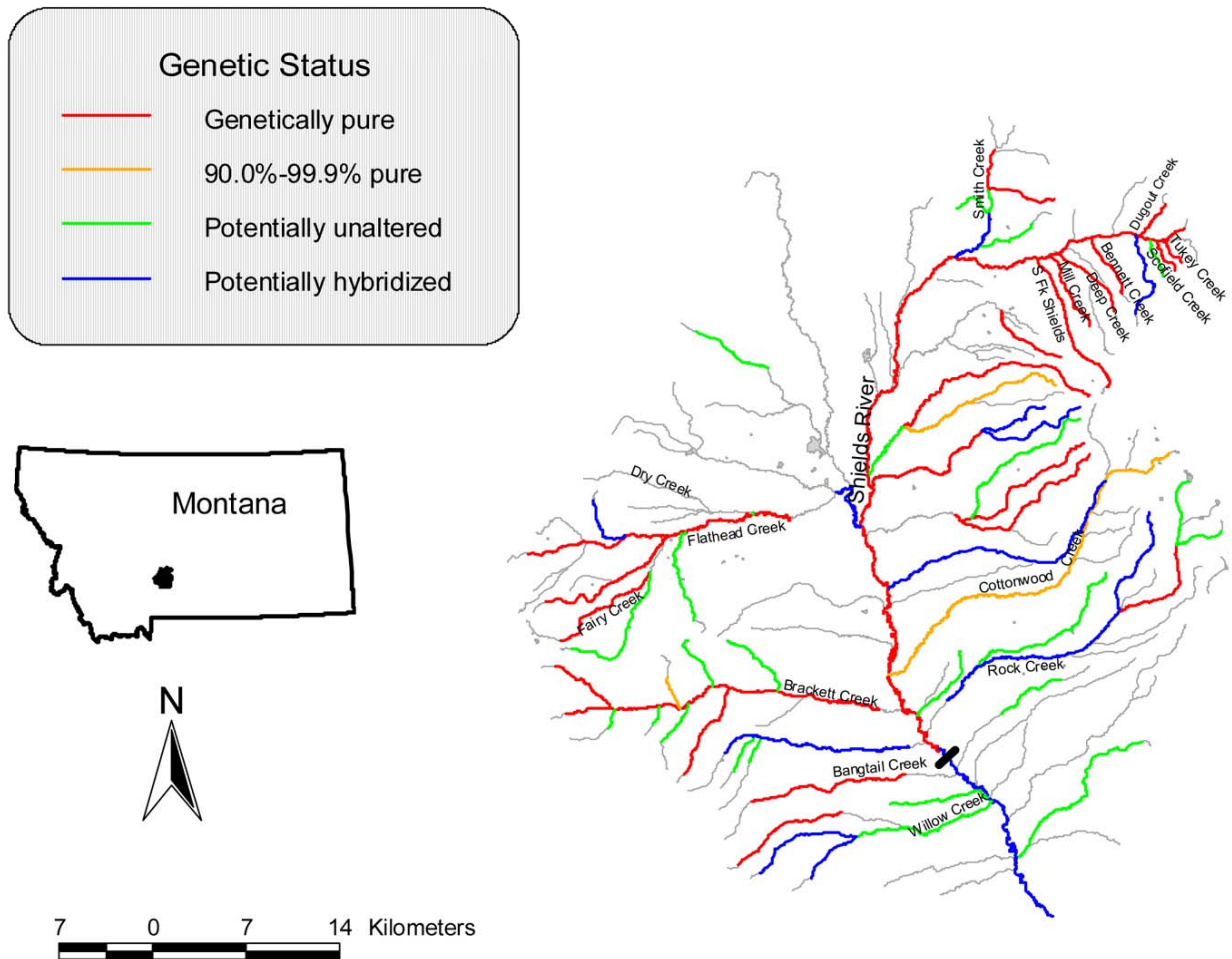 Genetic Status
Genetically pure
90.0%-99.9% pure
Potentially unaltered
Potentially hybridized
Montana
N
7 0 7 14 Kilometers
Smith Creek
Dugout Creek
Tukey Creek
Scofield Creek
Bennett Creek
Deep Creek
Mill Creek
S Fk Shields
Shields River
Dry Creek
Flathead Creek
Fairy Creek
Cottonwood Creek
Rock Creek
Brackett Creek
Bangtail Creek
Willow Creek